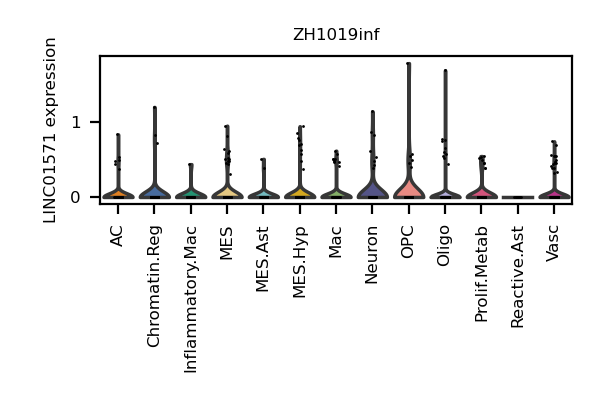 ZH1019inf
LINC01571 expression
1
0
AC
Chromatin.Reg
Inflammatory.Mac
MES
MES.Ast
MES.Hyp
Mac
Neuron
OPC
Oligo
Prolif.Metab
Reactive.Ast
Vasc